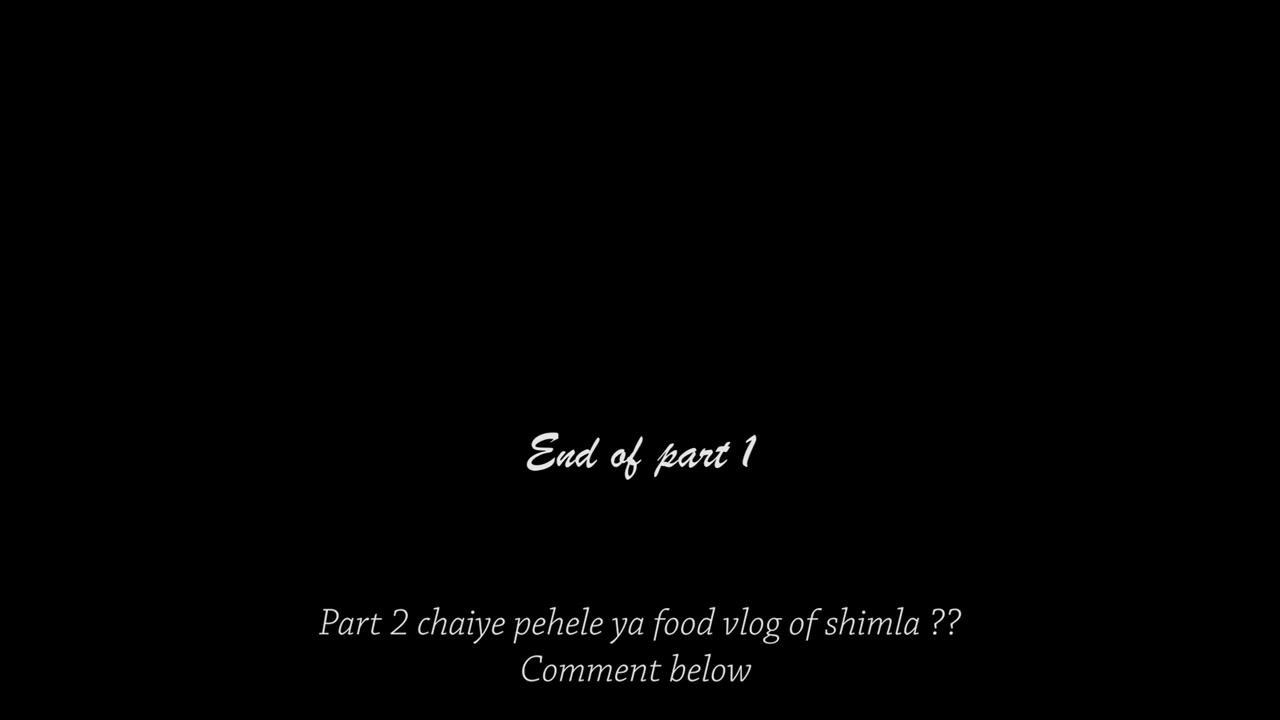 End of part 1
Part 2 chaiye pehele ya food vlog of shimla ??
Comment below